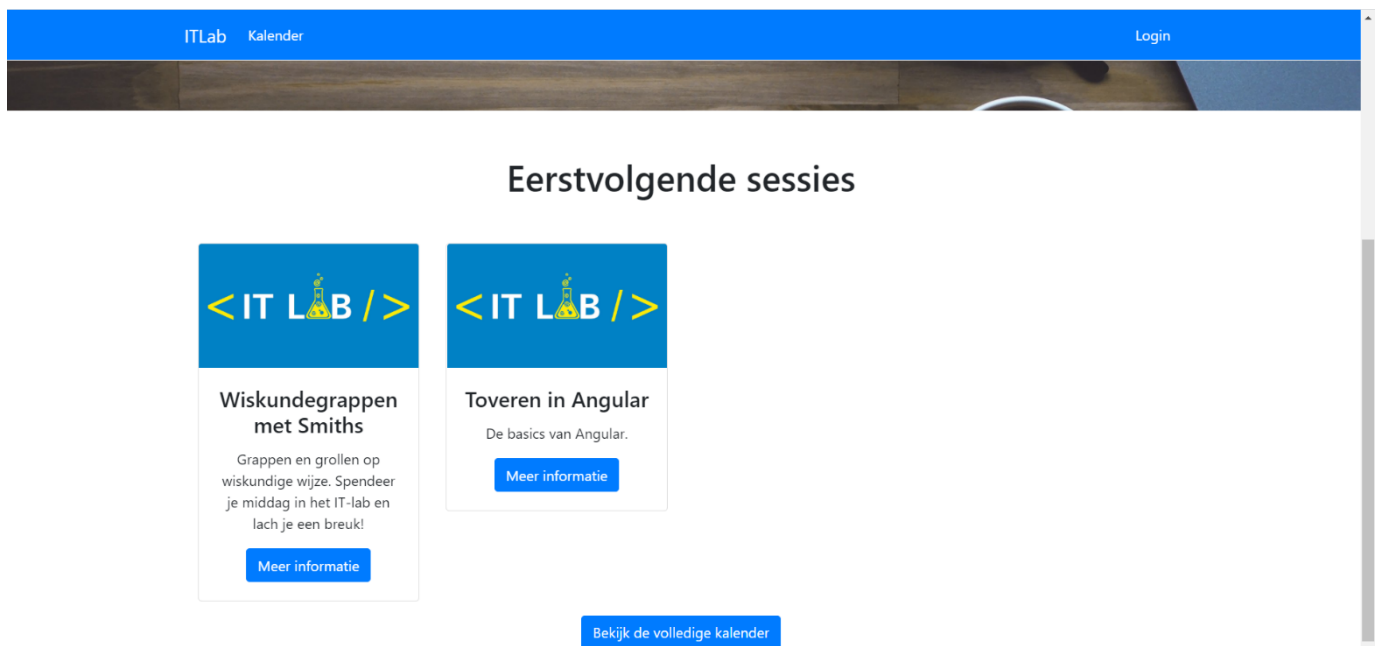 ITLab Kalender Login
Eerstvolgende sessies
< IT LAB />
Wiskundegrappen
met Smiths
Grappen en grollen op
wiskundige wijze. Spendeer
je middag in het IT-lab en
lach je een breuk!
Meer informatie
< IT LAB />
Toveren in Angular
De basics van Angular.
Meer informatie
Bekijk de volledige kalender